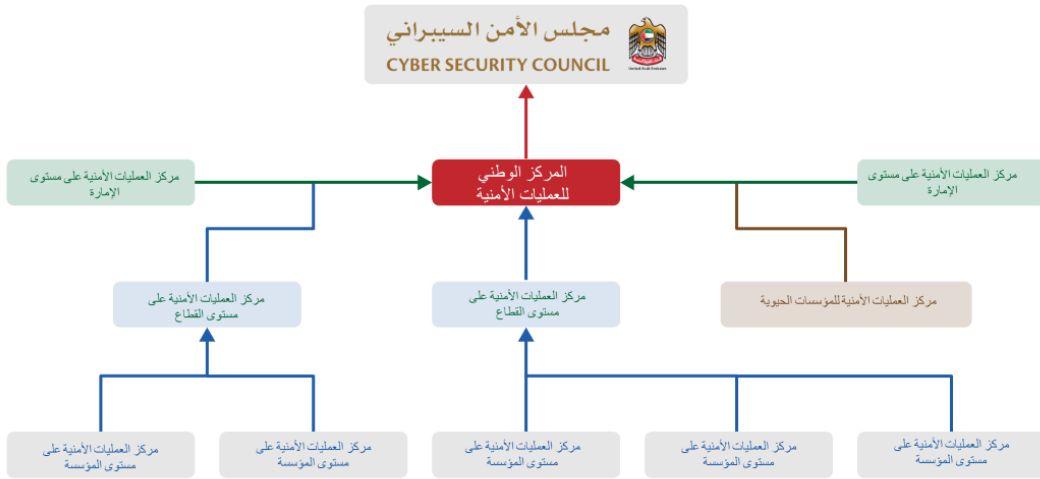 مجلس الأمن السيبراني
CYBER SECURITY COUNCIL
United Arab Emirates
المركز الوطني
للعمليات الأمنية
مركز العمليات الأمنية على مستوى
الإمارة
مركز العمليات الأمنية على مستوى
الإمارة
مركز العمليات الأمنية للمؤسسات الحيوية
مركز العمليات الأمنية على
مستوى القطاع
مركز العمليات الأمنية على
مستوى القطاع
مركز العمليات الأمنية على
مستوى المؤسسة
مركز العمليات الأمنية على
مستوى المؤسسة
مركز العمليات الأمنية على
مستوى المؤسسة
مركز العمليات الأمنية على
مستوى المؤسسة
مركز العمليات الأمنية على
مستوى المؤسسة